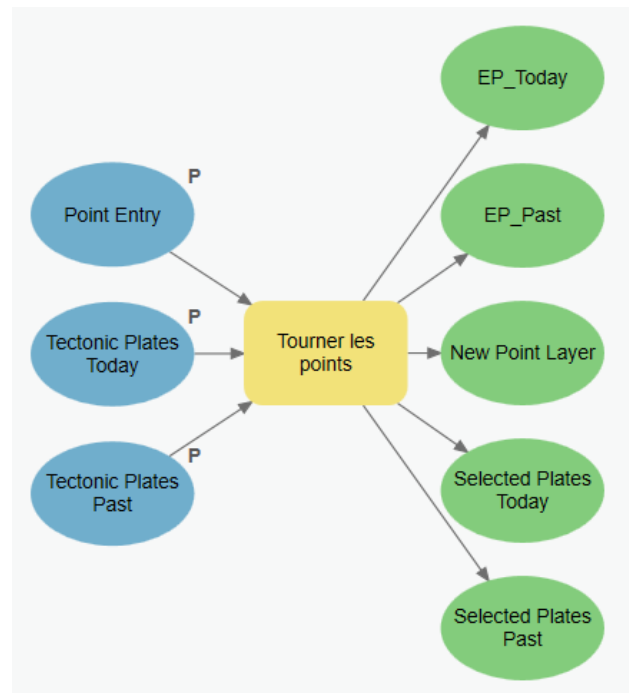 EP_Today
P
Point Entry
EP_Past
P
Tectonic Plates
Today
Tourner les
points
New Point Layer
P
Tectonic Plates
Past
Selected Plates
Today
Selected Plates
Past